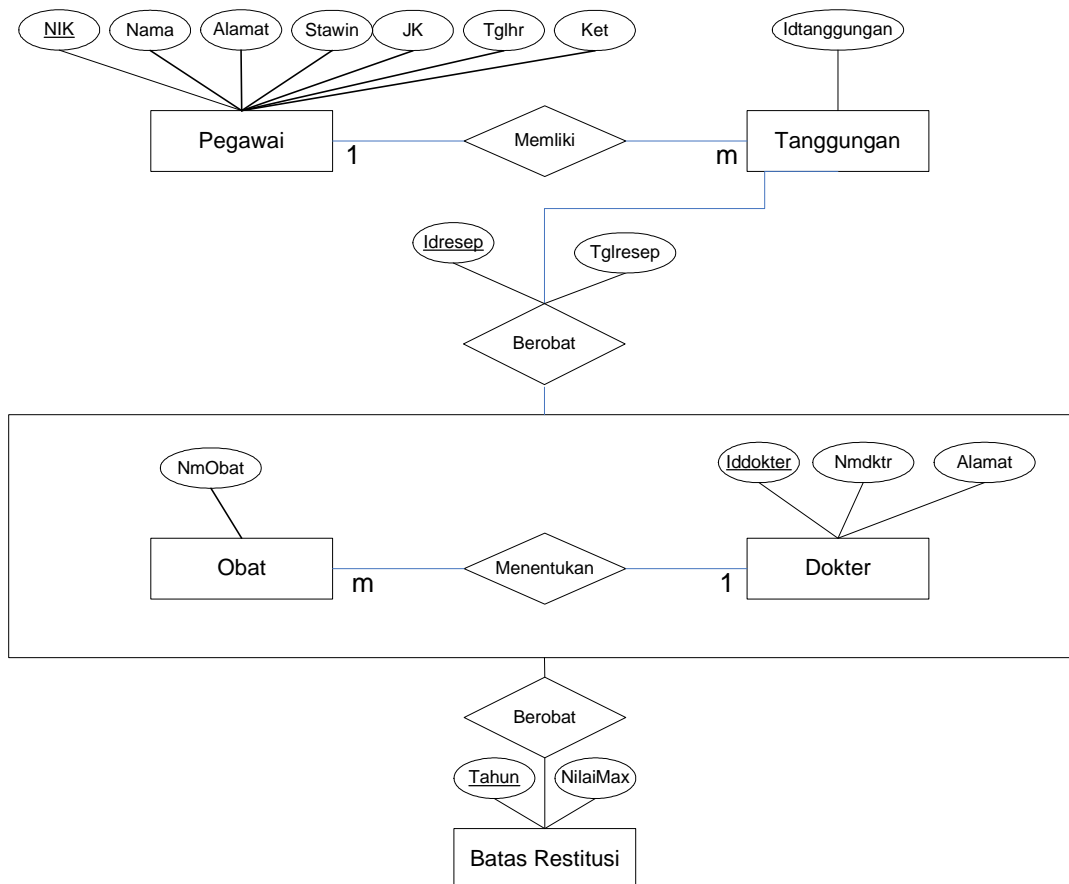 NIK
Nama
Alamat
Stawin
JK
Tglhr
Ket
Idtanggungan
Pegawai
1
Memliki
m
Tanggungan
Idresep
Tglresep
Berobat
NmObat
Iddokter
Nmdktr
Alamat
Obat
m
Menentukan
1
Dokter
Berobat
Tahun
NilaiMax
Batas Restitusi